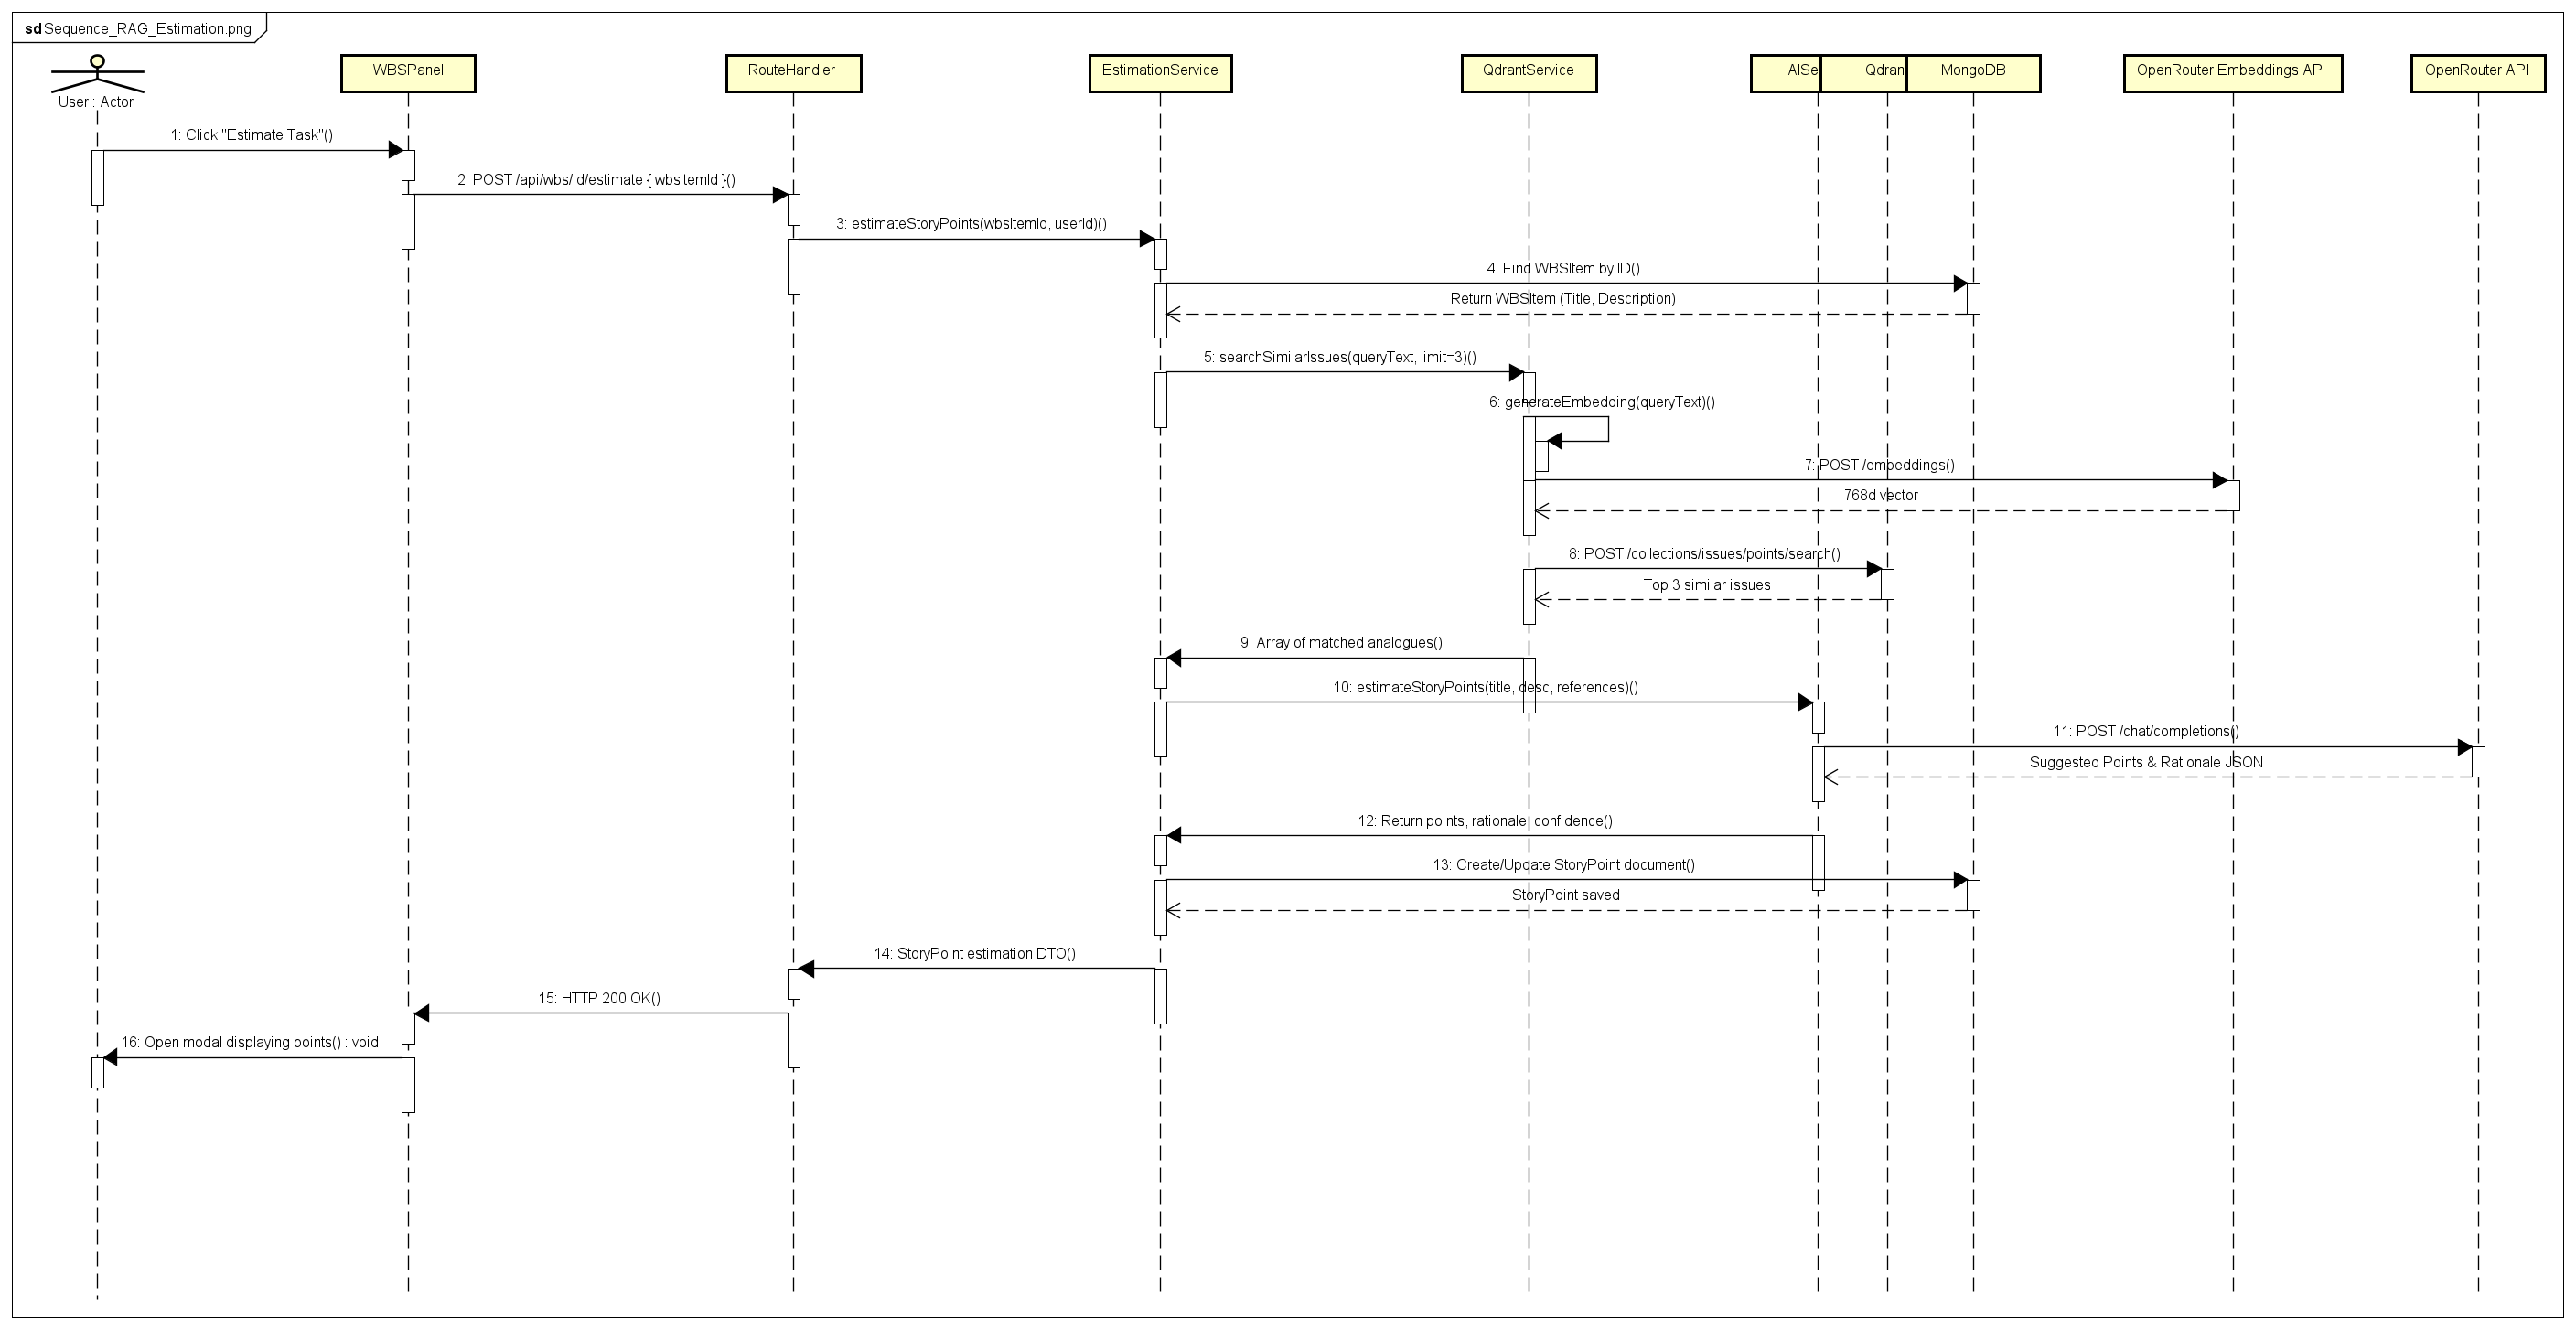 sd Sequence_RAG_Estimation.png
User : Actor
WBSPanel
RouteHandler
EstimationService
QdrantService
AISe
Qdran
MongoDB
OpenRouter Embeddings API
OpenRouter API
1: Click "Estimate Task"()
2: POST /api/wbs/id/estimate { wbsItemId }()
3: estimateStoryPoints(wbsItemId, userId)()
4: Find WBSItem by ID()
Return WBSItem (Title, Description)
5: searchSimilarIssues(queryText, limit=3)()
6: generateEmbedding(queryText)()
7: POST /embeddings()
768d vector
8: POST /collections/issues/points/search()
Top 3 similar issues
9: Array of matched analogues()
10: estimateStoryPoints(title, desc, references)()
11: POST /chat/completions()
Suggested Points & Rationale JSON
12: Return points, rationale, confidence()
13: Create/Update StoryPoint document()
StoryPoint saved
14: StoryPoint estimation DTO()
15: HTTP 200 OK()
16: Open modal displaying points() : void